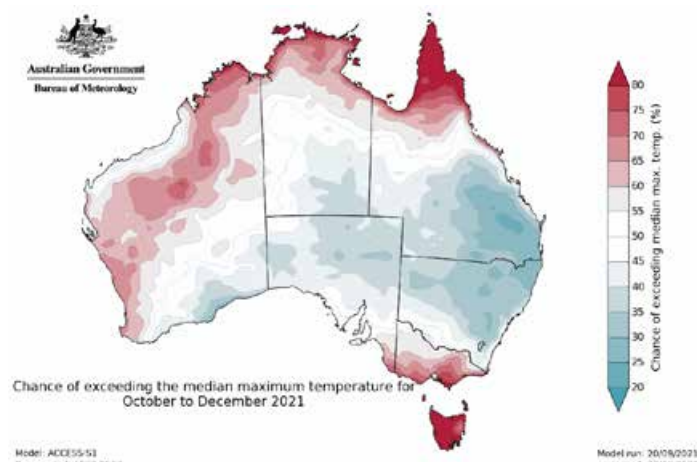 Australian Government
Bureau of Meteorology
80
75
70
65
60
55
50
45
40
35
30
25
20
Chance of exceeding median max. temp. (%)
Chance of exceeding the median maximum temperature for
October to December 2021
Model: ACCESS-S1
Model run: 20/09/2021